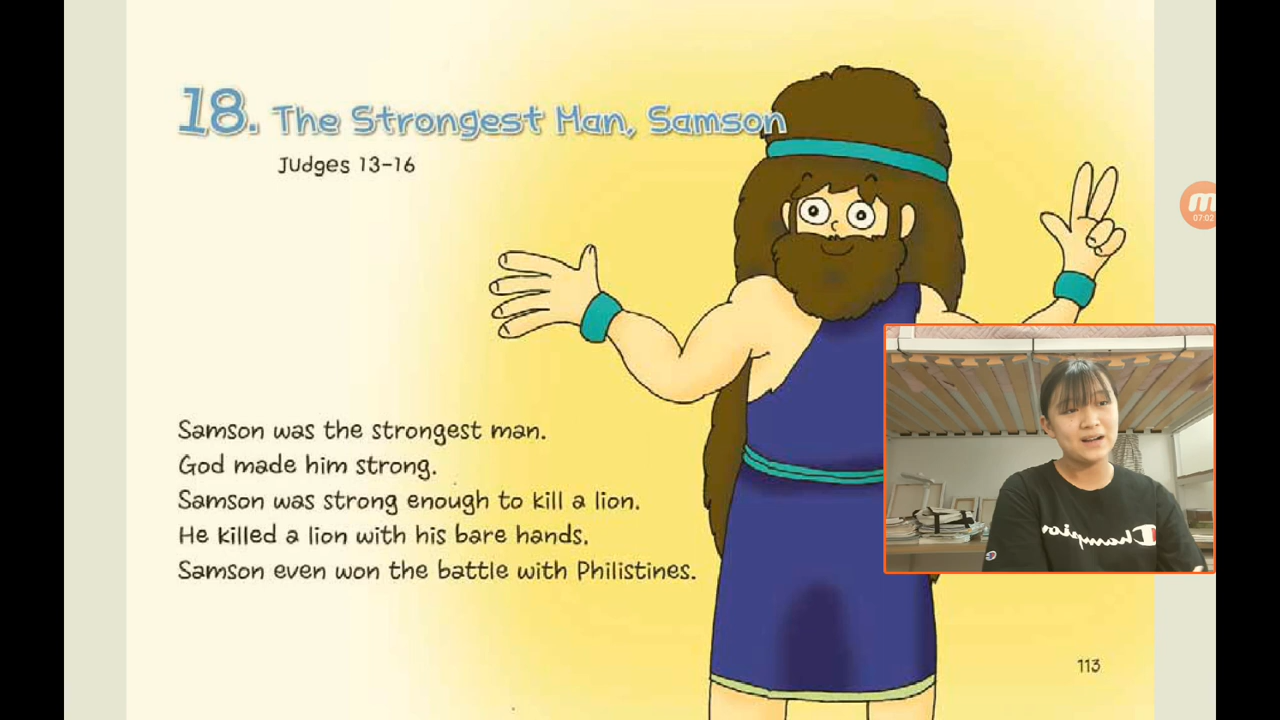 18. The Strongest Man, Samson
Judges 13-16
Samson was the strongest man.
God made him strong.
Samson was strong enough to kill a lion.
He killed a lion with his bare hands.
Samson even won the battle with Philistines.
113
07:02
Champion